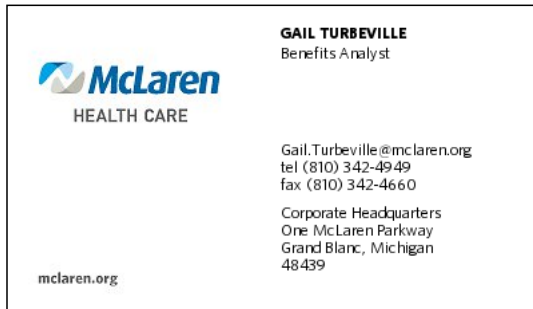 GAIL TURBEVILLE
Benefits Analyst
McLaren
HEALTH CARE
Gail.Turbeville@mclaren.org
tel (810) 342-4949
fax (810) 342-4660
Corporate Headquarters
One McLaren Parkway
Grand Blanc, Michigan
48439
mclaren.org